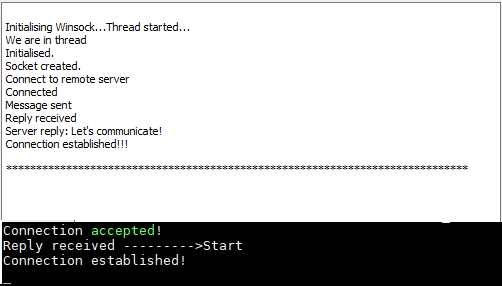 Initialising Winsock...Thread started...
We are in thread
Initialised.
Socket created.
Connect to remote server
Connected
Message sent
Reply received
Server reply: Let's communicate!
Connection established!!!
******************************************************************************
Connection accepted!
Reply received --------->Start
Connection established!
_